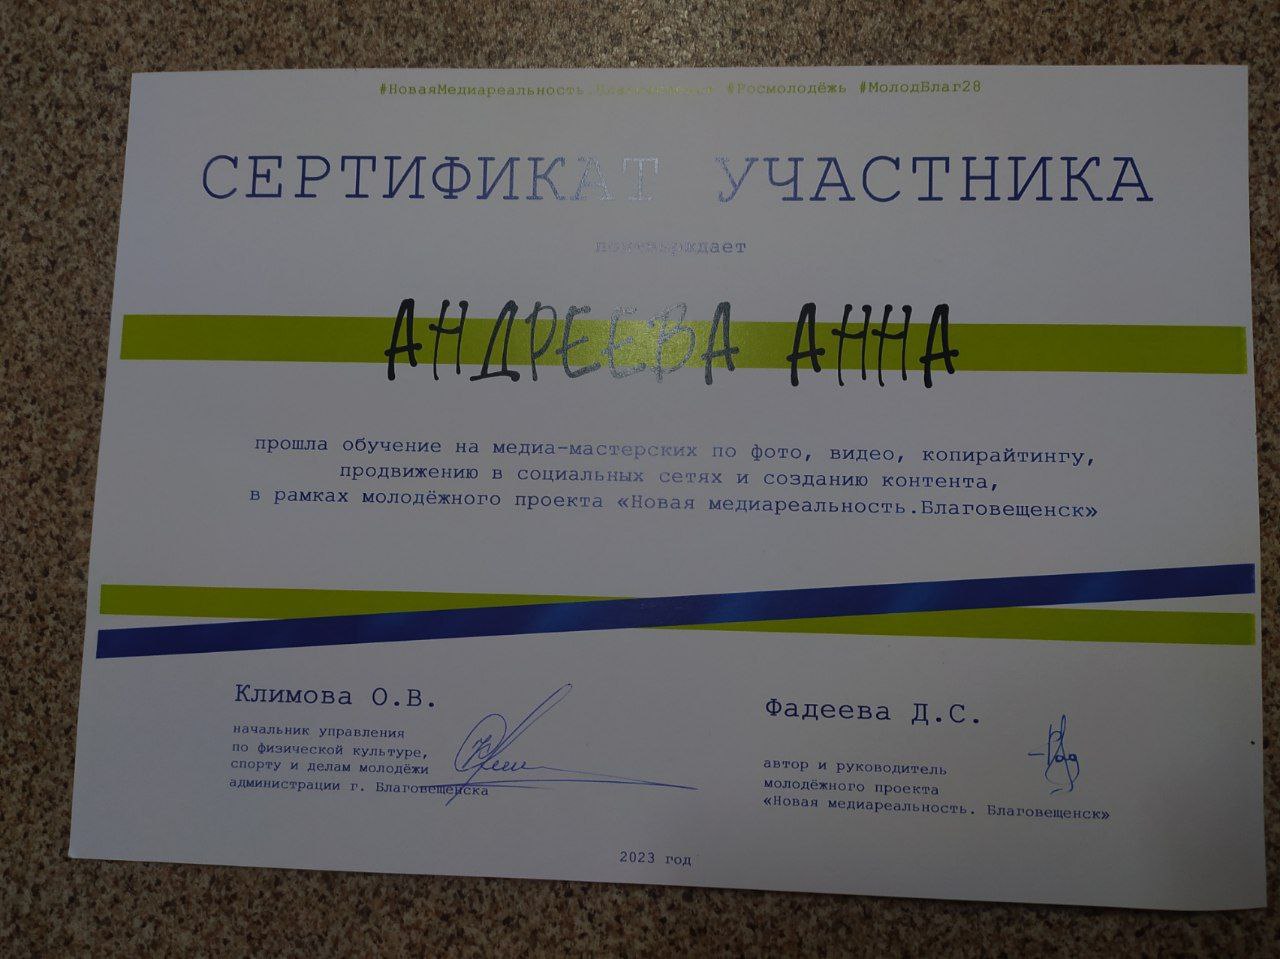 #НоваяМедиареальность.Благовещенск #Росмолодёжь #МолодБлаг28
СЕРТИФИКАТ УЧАСТНИКА
подтверждает
АНДРЕЕВА АННА
прошла обучение на медиа-мастерских по фото, видео, копирайтингу,
продвижению в социальных сетях и созданию контента,
в рамках молодёжного проекта «Новая медиареальность.Благовещенск»
Климова О.В.
начальник управления
по физической культуре,
спорту и делам молодёжи
администрации г. Благовещенска
Фадеева Д.С.
автор и руководитель
молодёжного проекта
«Новая медиареальность. Благовещенск»
2023 год